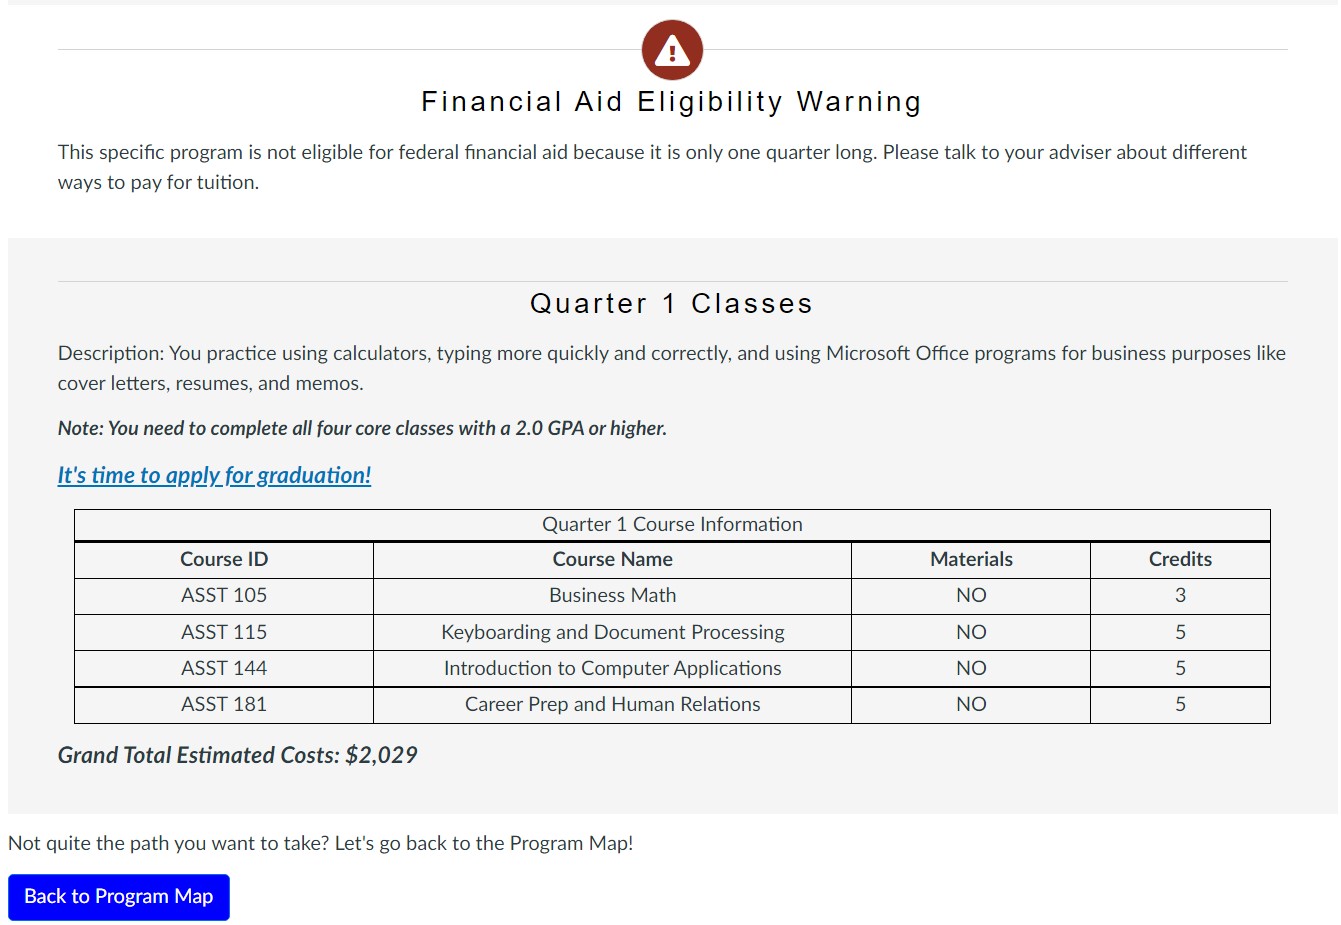 Financial Aid Eligibility Warning
This specific program is not eligible for federal financial aid because it is only one quarter long. Please talk to your adviser about different
ways to pay for tuition.
Quarter 1 Classes
Description: You practice using calculators, typing more quickly and correctly, and using Microsoft Office programs for business purposes like
cover letters, resumes, and memos.
Note: You need to complete all four core classes with a 2.0 GPA or higher.
It's time to apply for graduation!
Quarter 1 Course Information
Course ID Course Name Materials Credits
ASST 105 Business Math NO 3
ASST 115 Keyboarding and Document Processing NO 5
ASST 144 Introduction to Computer Applications NO 5
ASST 181 Career Prep and Human Relations NO 5
Grand Total Estimated Costs: $2,029
Not quite the path you want to take? Let's go back to the Program Map!
Back to Program Map